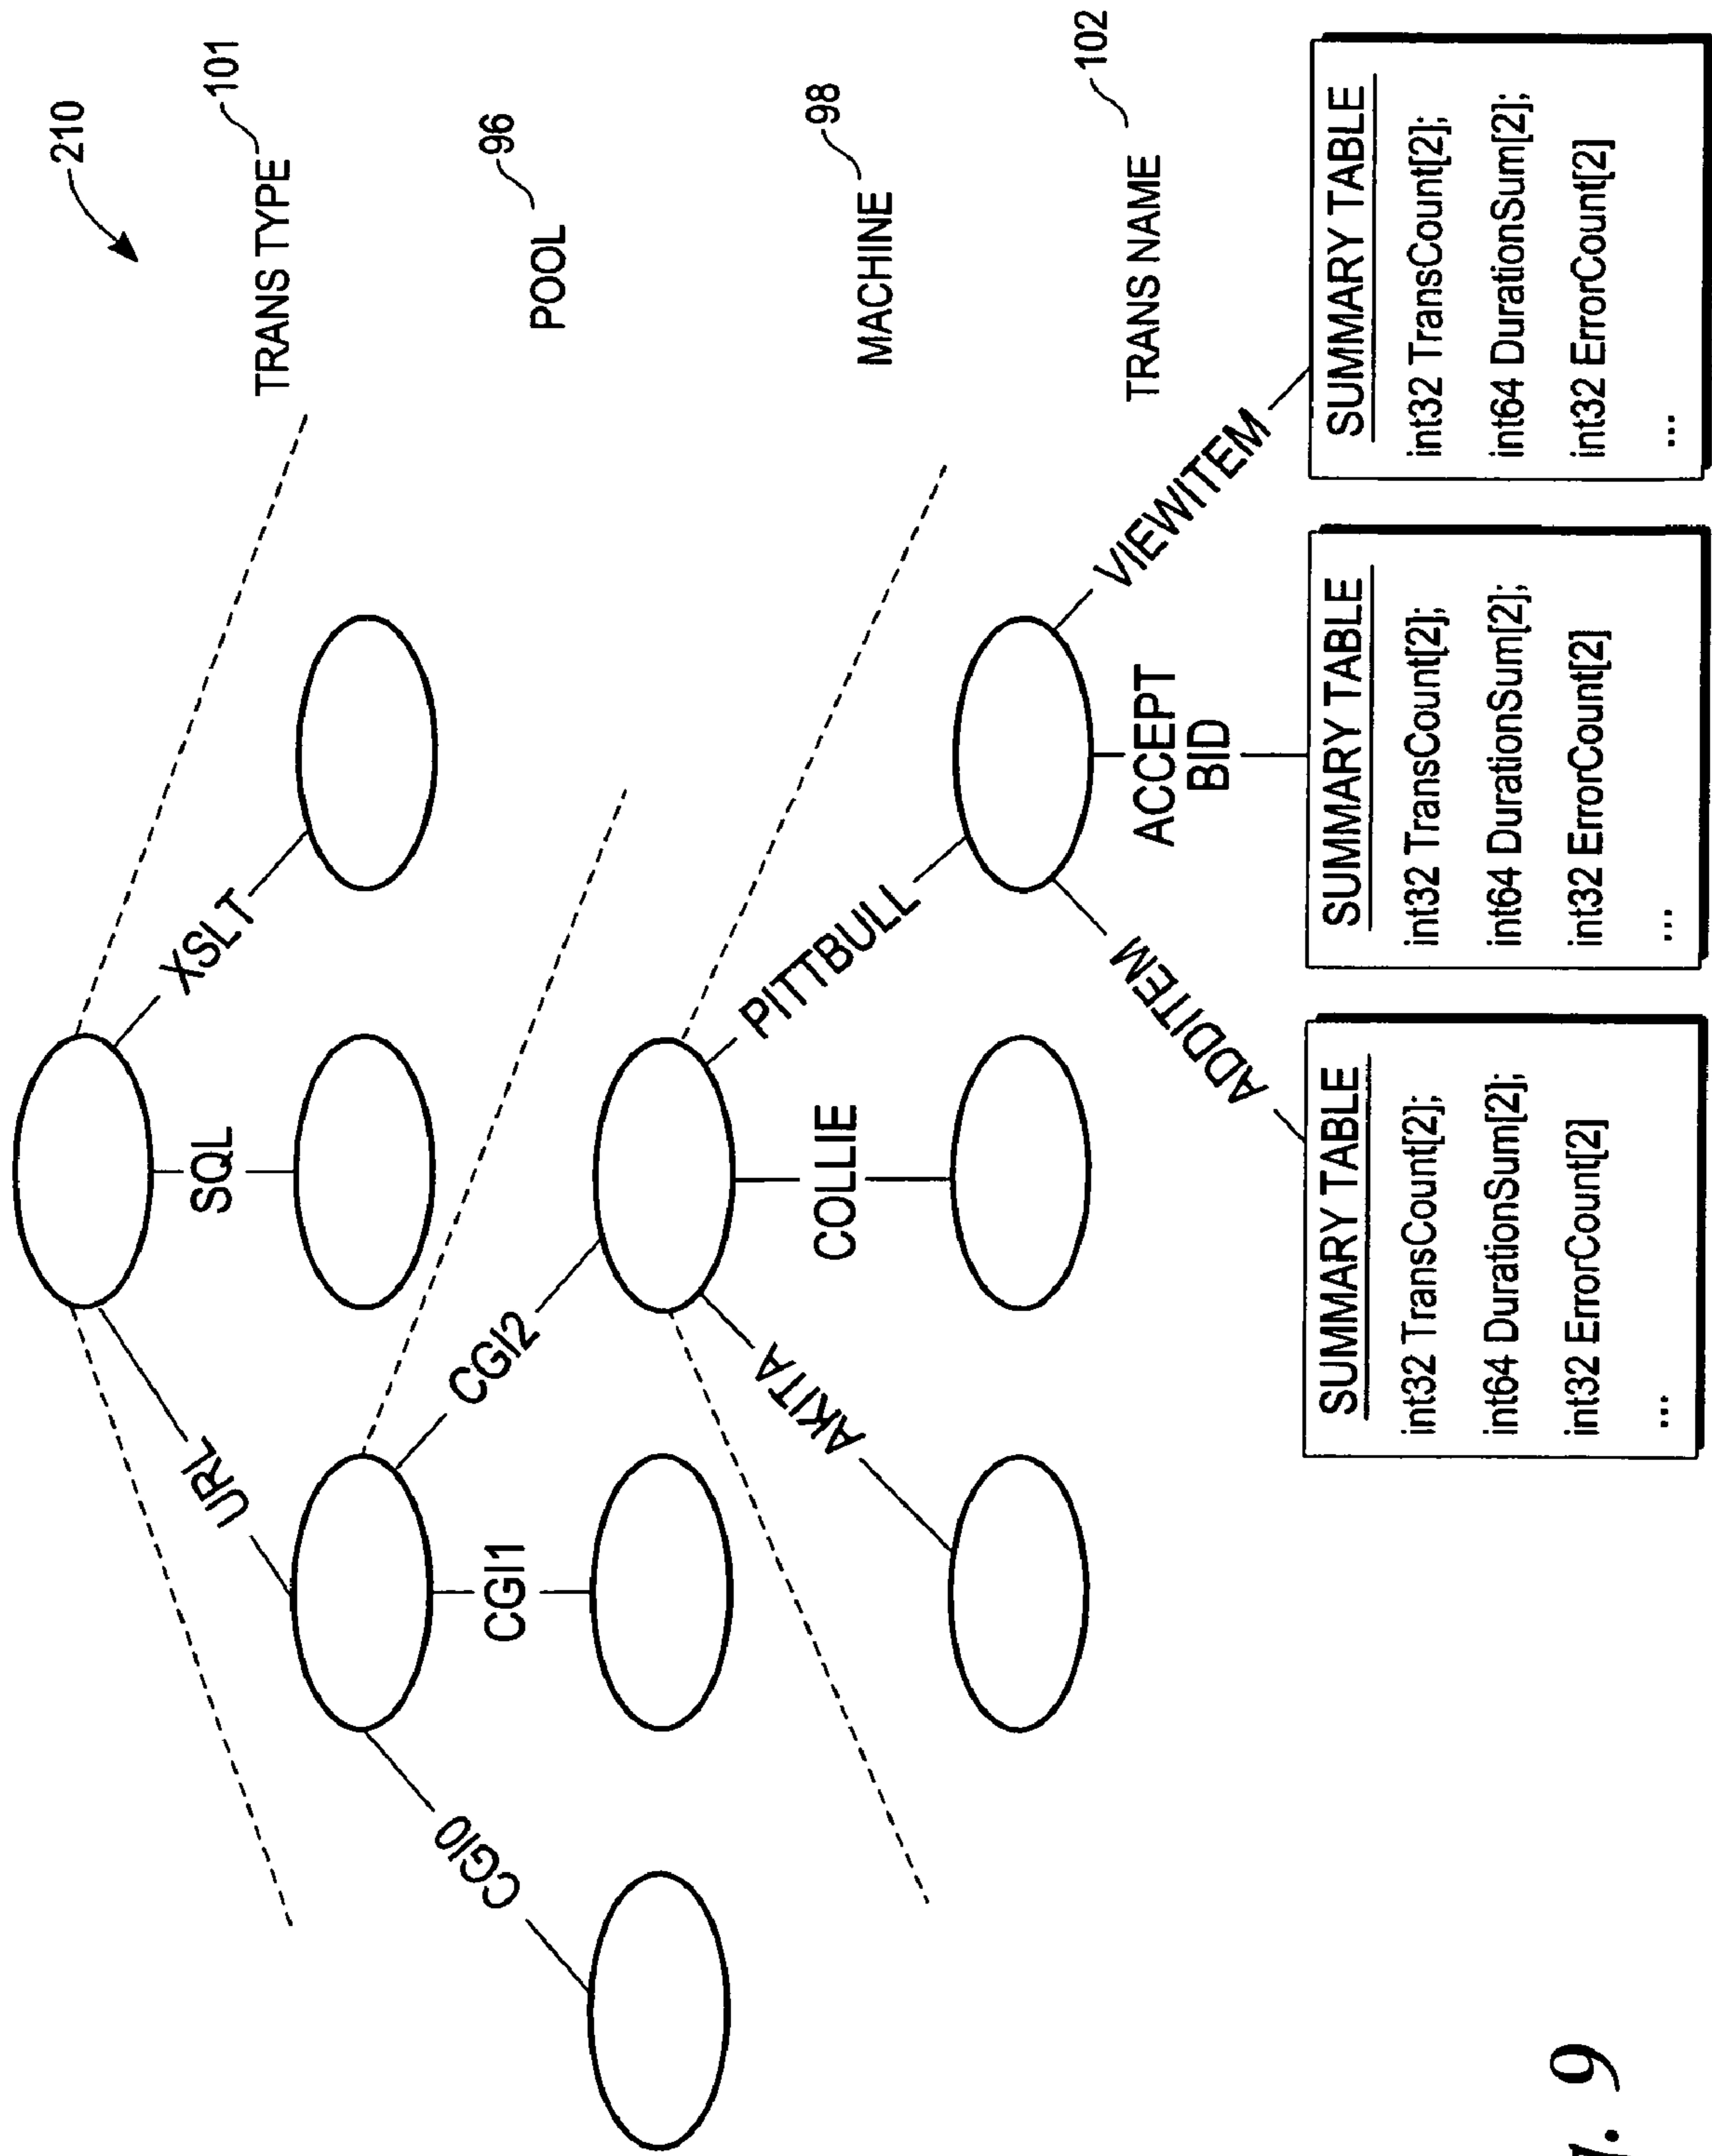 210
TRANS TYPE 101
URL
SQL
XSLT
POOL 96
CGI0
CGI1
CGI2
MACHINE 98
AKITA
COLLIE
PITTBULL
TRANS NAME 102
ADDITEM
ACCEPT
BID
VIEWITEM
SUMMARY TABLE
int32 TransCount[2];
int64 DurationSum[2];
int32 ErrorCount[2]
...
SUMMARY TABLE
int32 TransCount[2];
int64 DurationSum[2];
int32 ErrorCount[2]
...
SUMMARY TABLE
int32 TransCount[2];
int64 DurationSum[2];
int32 ErrorCount[2]
...
9